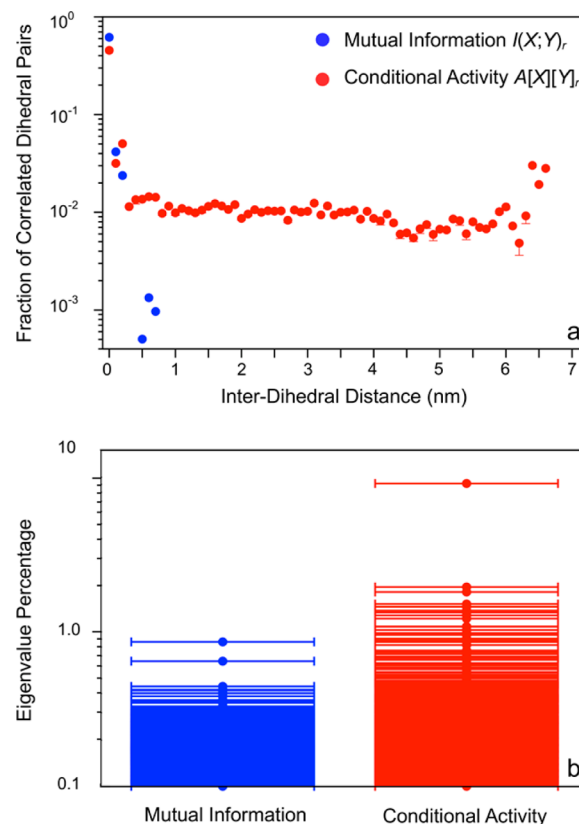 Fraction of Correlated Dihedral Pairs
10⁰
10⁻¹
10⁻²
10⁻³
Mutual Information I(X;Y)ᵣ
Conditional Activity A[X][Y]ᵣ
a
0 1 2 3 4 5 6 7
Inter-Dihedral Distance (nm)
Eigenvalue Percentage
10
1.0
0.1
b
Mutual Information Conditional Activity